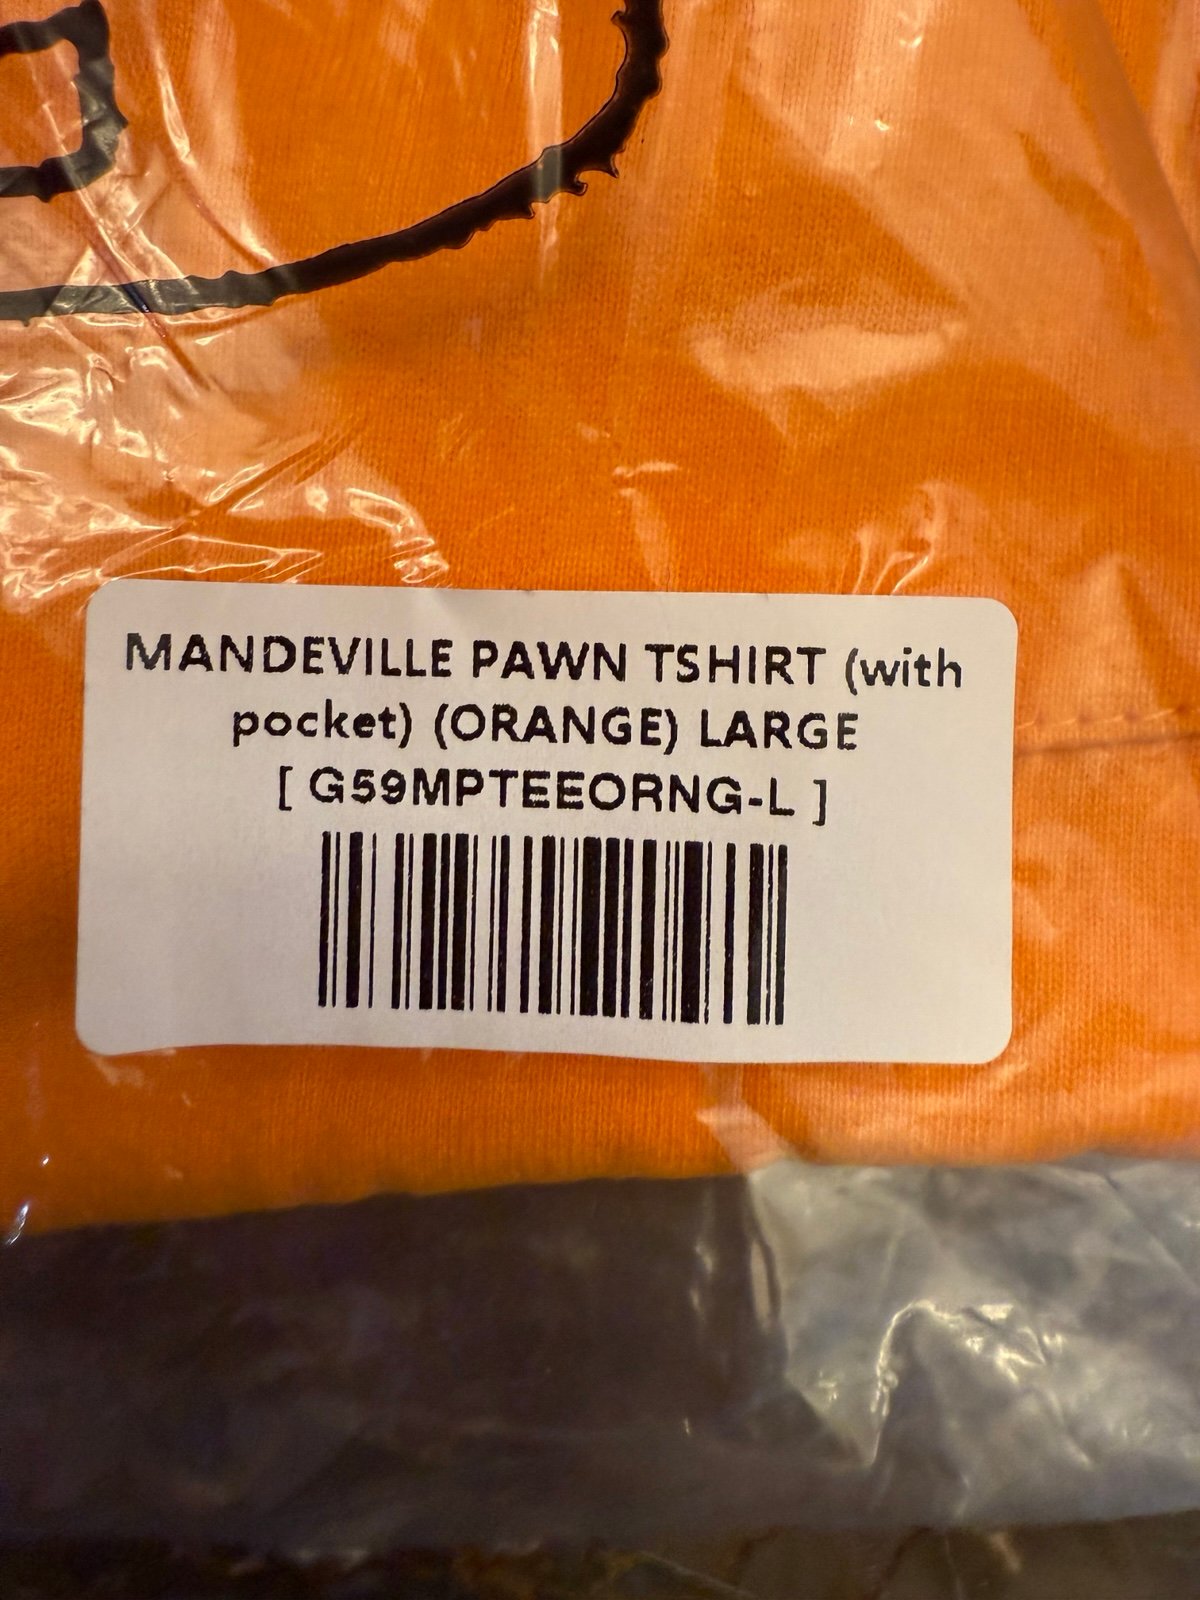 MANDEVILLE PAWN TSHIRT (with
pocket) (ORANGE) LARGE
[ G59MPTEEORNG-L ]